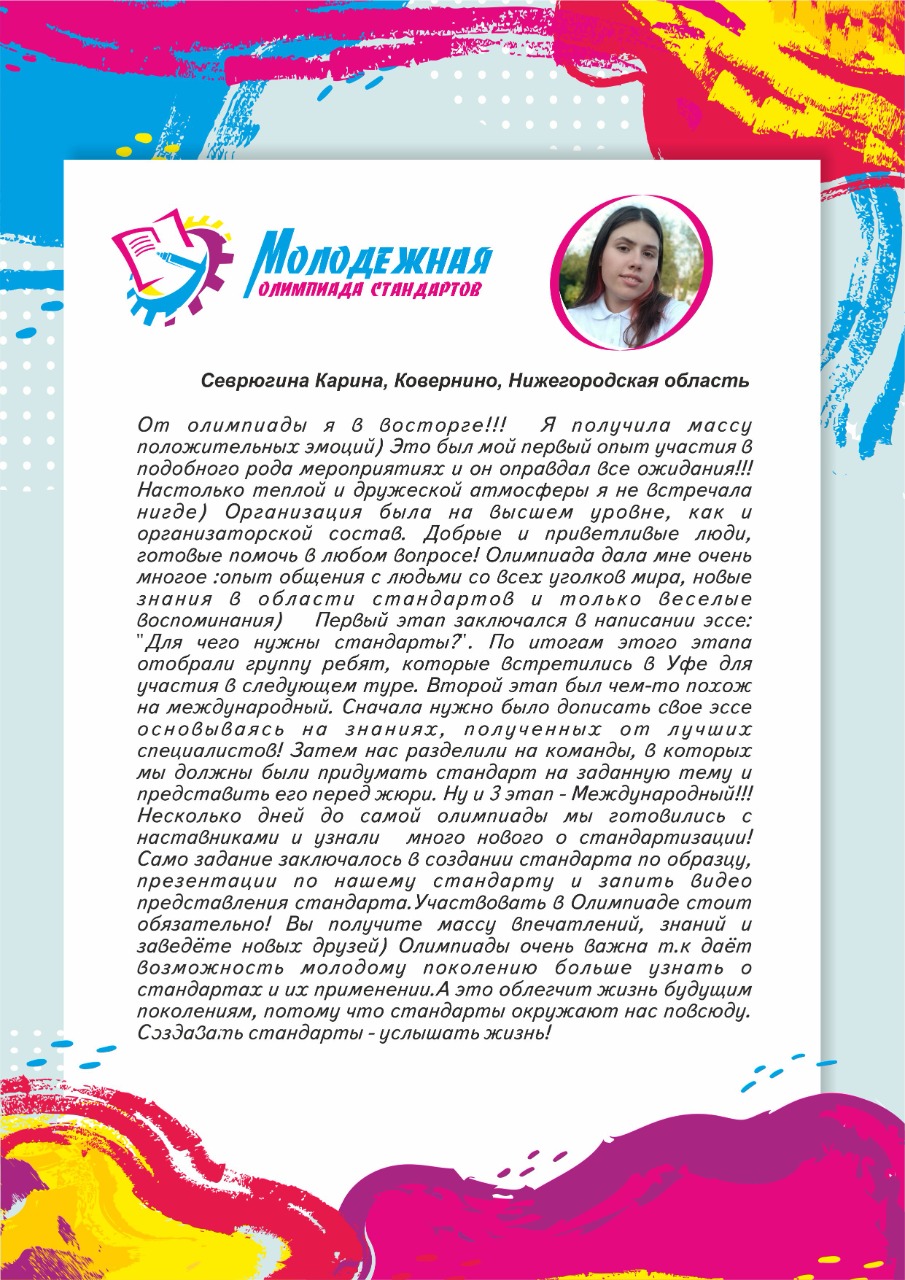 Молодежная
олимпиада стандартов
Севрюгина Карина, Ковернино, Нижегородская область
От олимпиады я в восторге!!! Я получила массу
положительных эмоций) Это был мой первый опыт участия в
подобного рода мероприятиях и он оправдал все ожидания!!!
Настолько теплой и дружеской атмосферы я не встречала
нигде) Организация была на высшем уровне, как и
организаторской состав. Добрые и приветливые люди,
готовые помочь в любом вопросе! Олимпиада дала мне очень
многое :опыт общения с людьми со всех уголков мира, новые
знания в области стандартов и только веселые
воспоминания) Первый этап заключался в написании эссе:
"Для чего нужны стандарты?". По итогам этого этапа
отобрали группу ребят, которые встретились в Уфе для
участия в следующем туре. Второй этап был чем-то похож
на международный. Сначала нужно было дописать свое эссе
основываясь на знаниях, полученных от лучших
специалистов! Затем нас разделили на команды, в которых
мы должны были придумать стандарт на заданную тему и
представить его перед жюри. Ну и 3 этап - Международный!!!
Несколько дней до самой олимпиады мы готовились с
наставниками и узнали много нового о стандартизации!
Само задание заключалось в создании стандарта по образцу,
презентации по нашему стандарту и запить видео
представления стандарта.Участвовать в Олимпиаде стоит
обязательно! Вы получите массу впечатлений, знаний и
заведёте новых друзей) Олимпиады очень важна т.к даёт
возможность молодому поколению больше узнать о
стандартах и их применении.А это облегчит жизнь будущим
поколениям, потому что стандарты окружают нас повсюду.
Создавать стандарты - услышать жизнь!